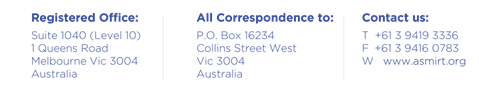 Registered Office:
Suite 1040 (Level 10)
1 Queens Road
Melbourne Vic 3004
Australia
All Correspondence to:
P.O. Box 16234
Collins Street West
Vic 3004
Australia
Contact us:
T +61 3 9419 3336
F +61 3 9416 0783
W www.asmirt.org